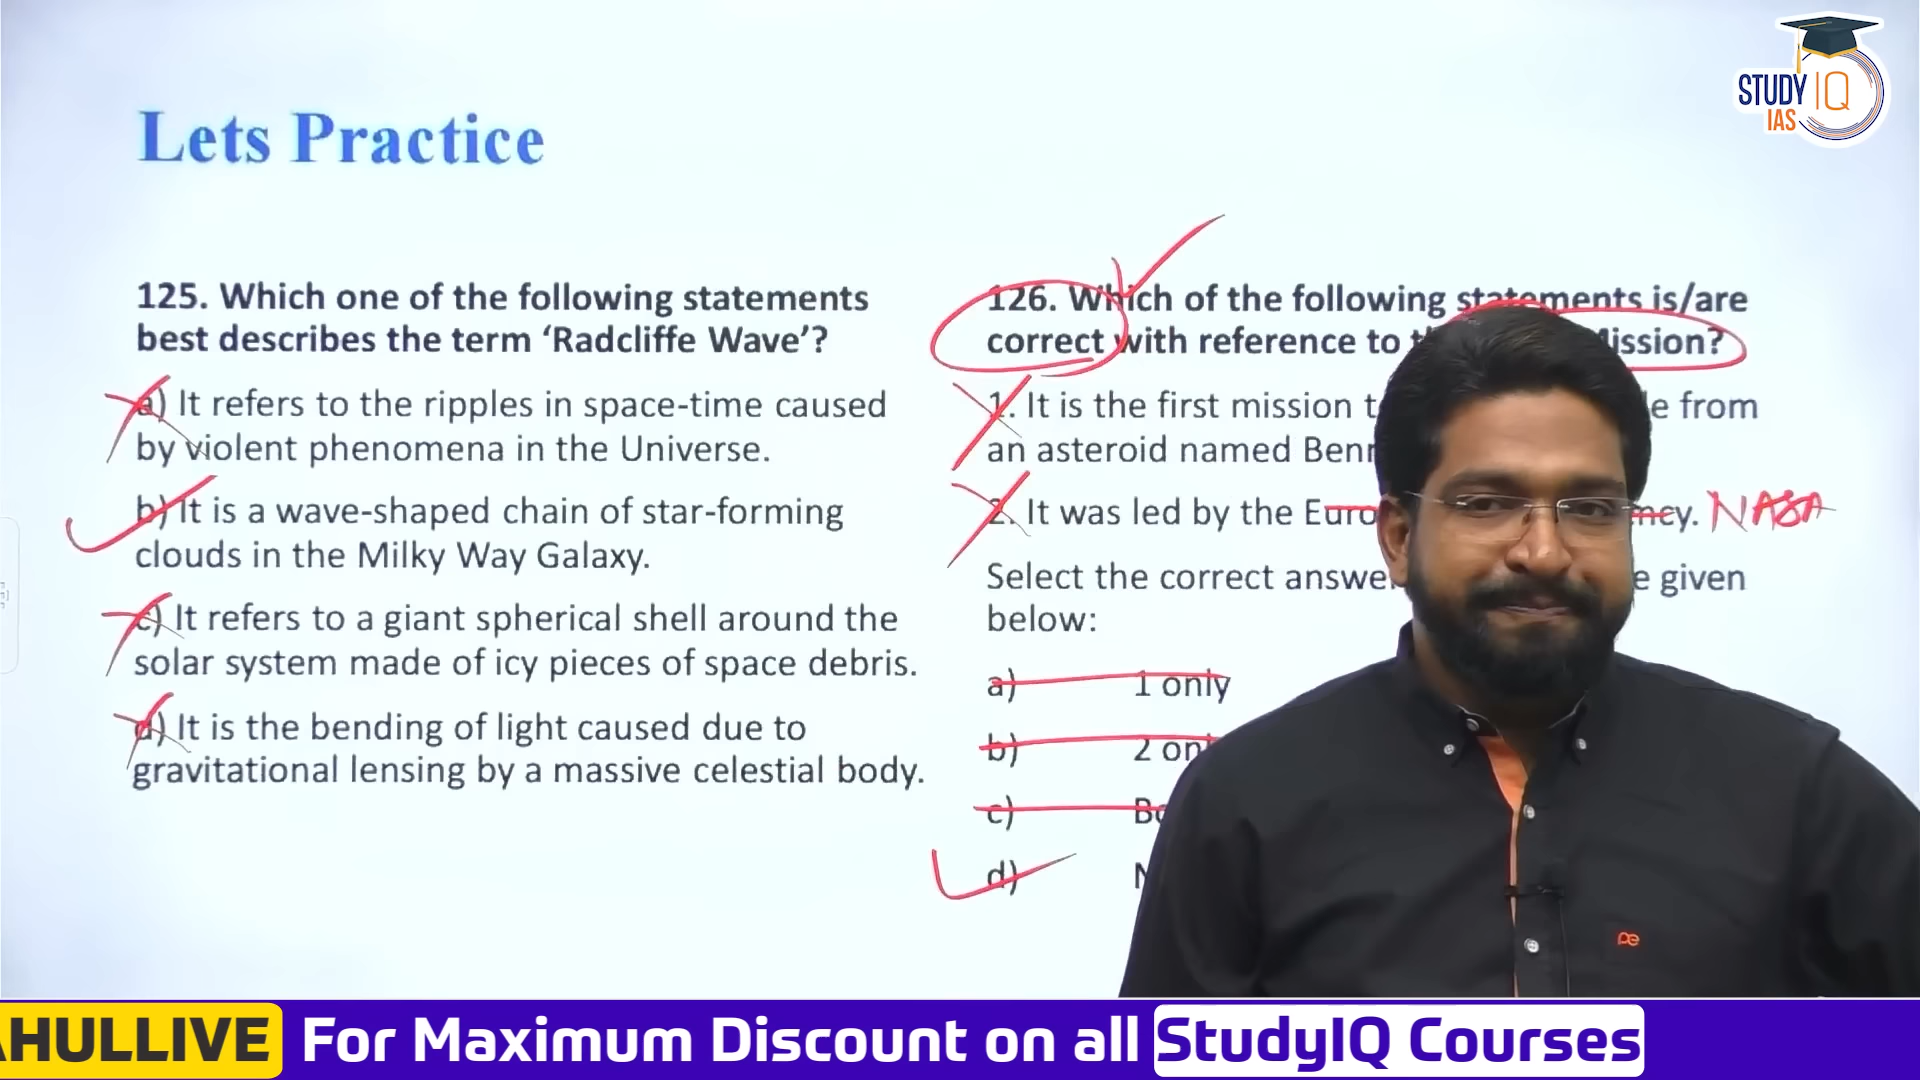 STUDY IQ
IAS
Lets Practice
125. Which one of the following statements
best describes the term ‘Radcliffe Wave’?
a) It refers to the ripples in space-time caused
by violent phenomena in the Universe.
b) It is a wave-shaped chain of star-forming
clouds in the Milky Way Galaxy.
c) It refers to a giant spherical shell around the
solar system made of icy pieces of space debris.
d) It is the bending of light caused due to
gravitational lensing by a massive celestial body.
126. Which of the following statements is/are
correct with reference to
1. It is the first mission from
an asteroid named
2. It was led by the NASA
Select the correct given
below:
a) 1 only
b) 2
c)
d)
AHULLIVE For Maximum Discount on all StudyIQ Courses